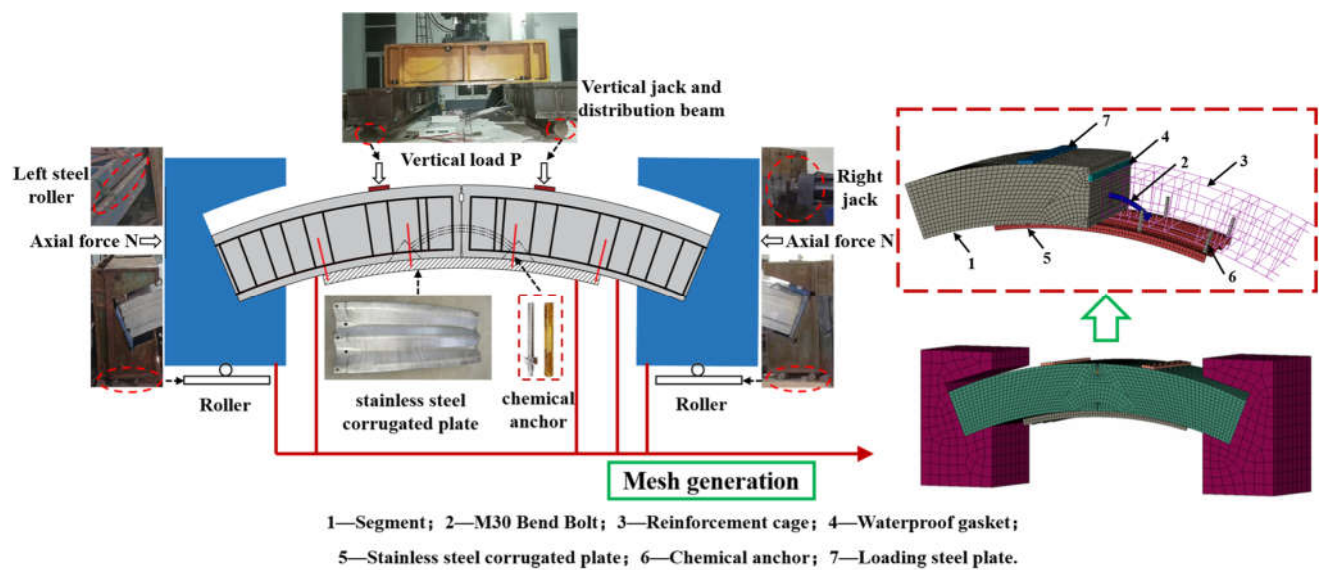 Vertical jack and
distribution beam
Left steel
roller
Vertical load P
Right
jack
Axial force N
Axial force N
Roller
stainless steel
corrugated plate
chemical
anchor
Roller
7
4
2
3
1
5
6
Mesh generation
1—Segment; 2—M30 Bend Bolt; 3—Reinforcement cage; 4—Waterproof gasket;
5—Stainless steel corrugated plate; 6—Chemical anchor; 7—Loading steel plate.